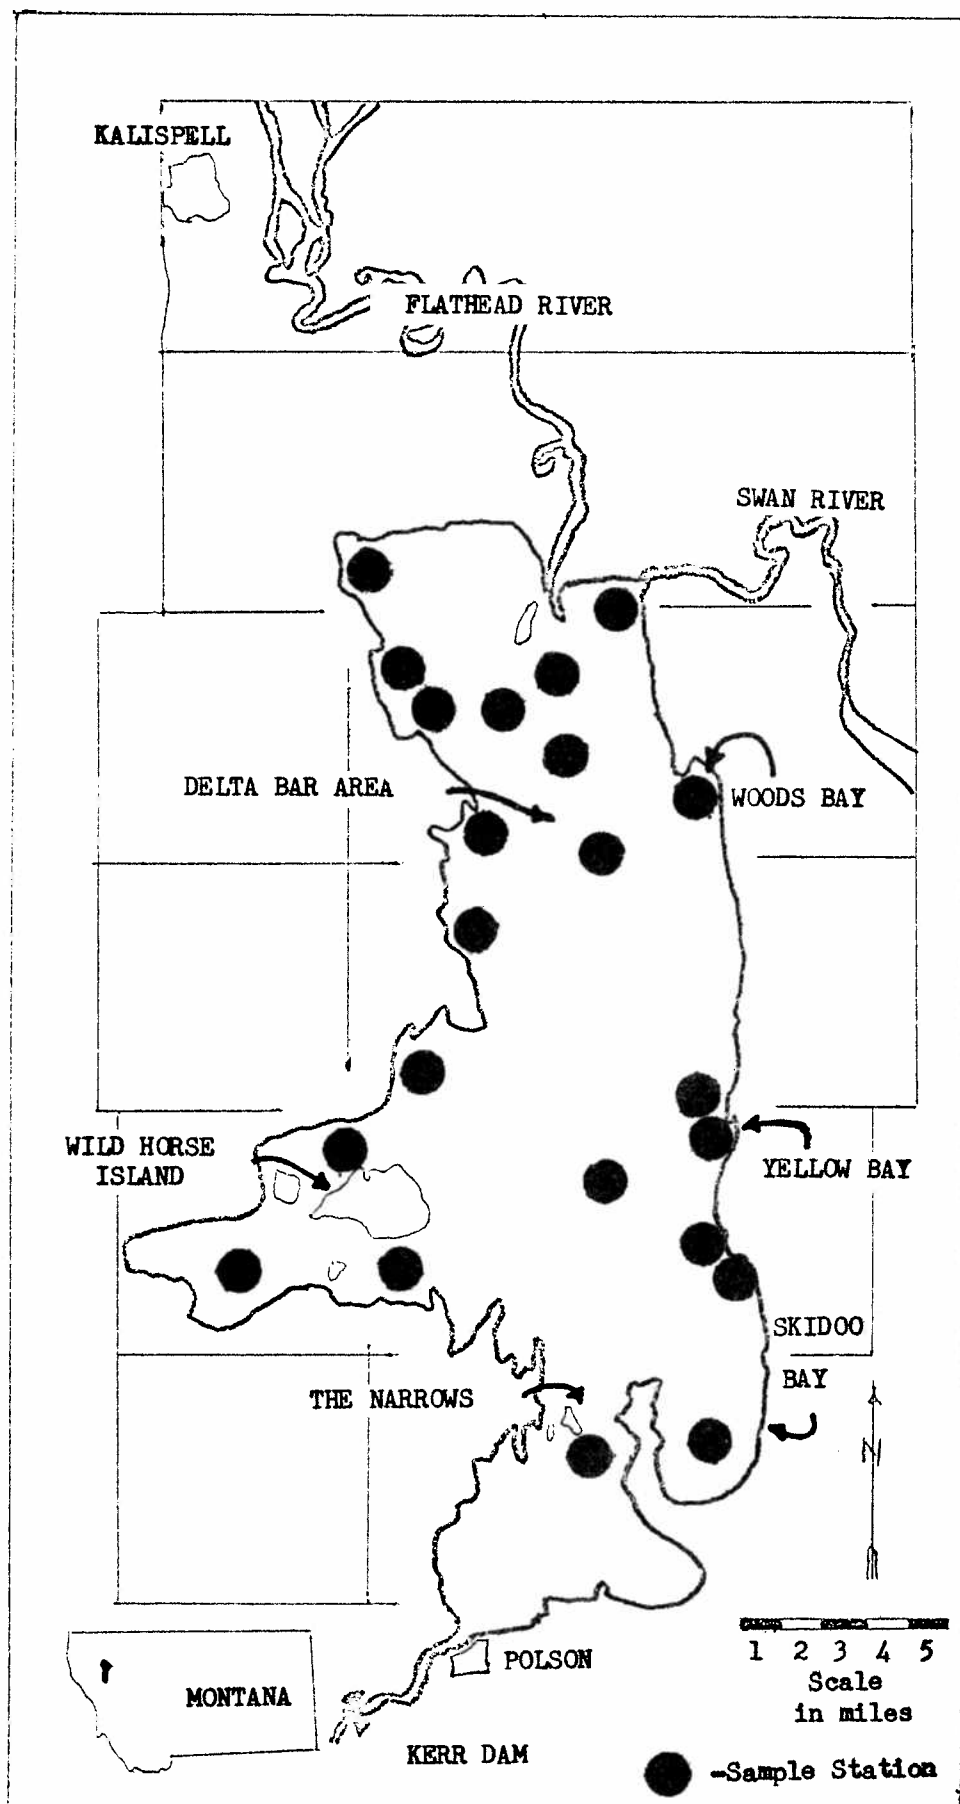 KALISPELL
FLATHEAD RIVER
SWAN RIVER
DELTA BAR AREA
WOODS BAY
WILD HORSE
ISLAND
YELLOW BAY
SKIDOO
BAY
THE NARROWS
N
1 2 3 4 5
Scale
in miles
POLSON
MONTANA
KERR DAM
-Sample Station